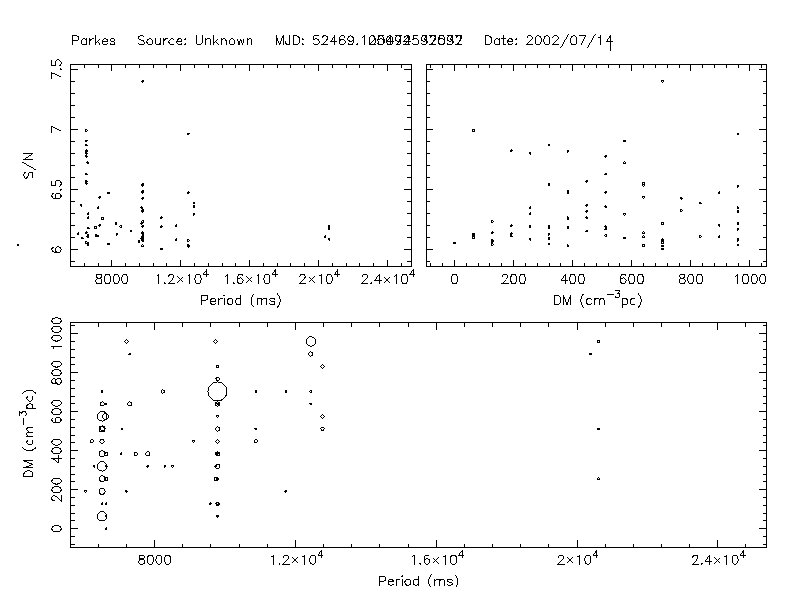 Parkes Source: Unknown MJD: Date: 2002/07/14
7.5
7
6.5
6
S/N
8000 1.2×10⁴ 1.6×10⁴ 2×10⁴ 2.4×10⁴
Period (ms)
0 200 400 600 800 1000
DM (cm⁻³pc)
1000
800
600
400
200
0
DM (cm⁻³pc)
8000 1.2×10⁴ 1.6×10⁴ 2×10⁴ 2.4×10⁴
Period (ms)